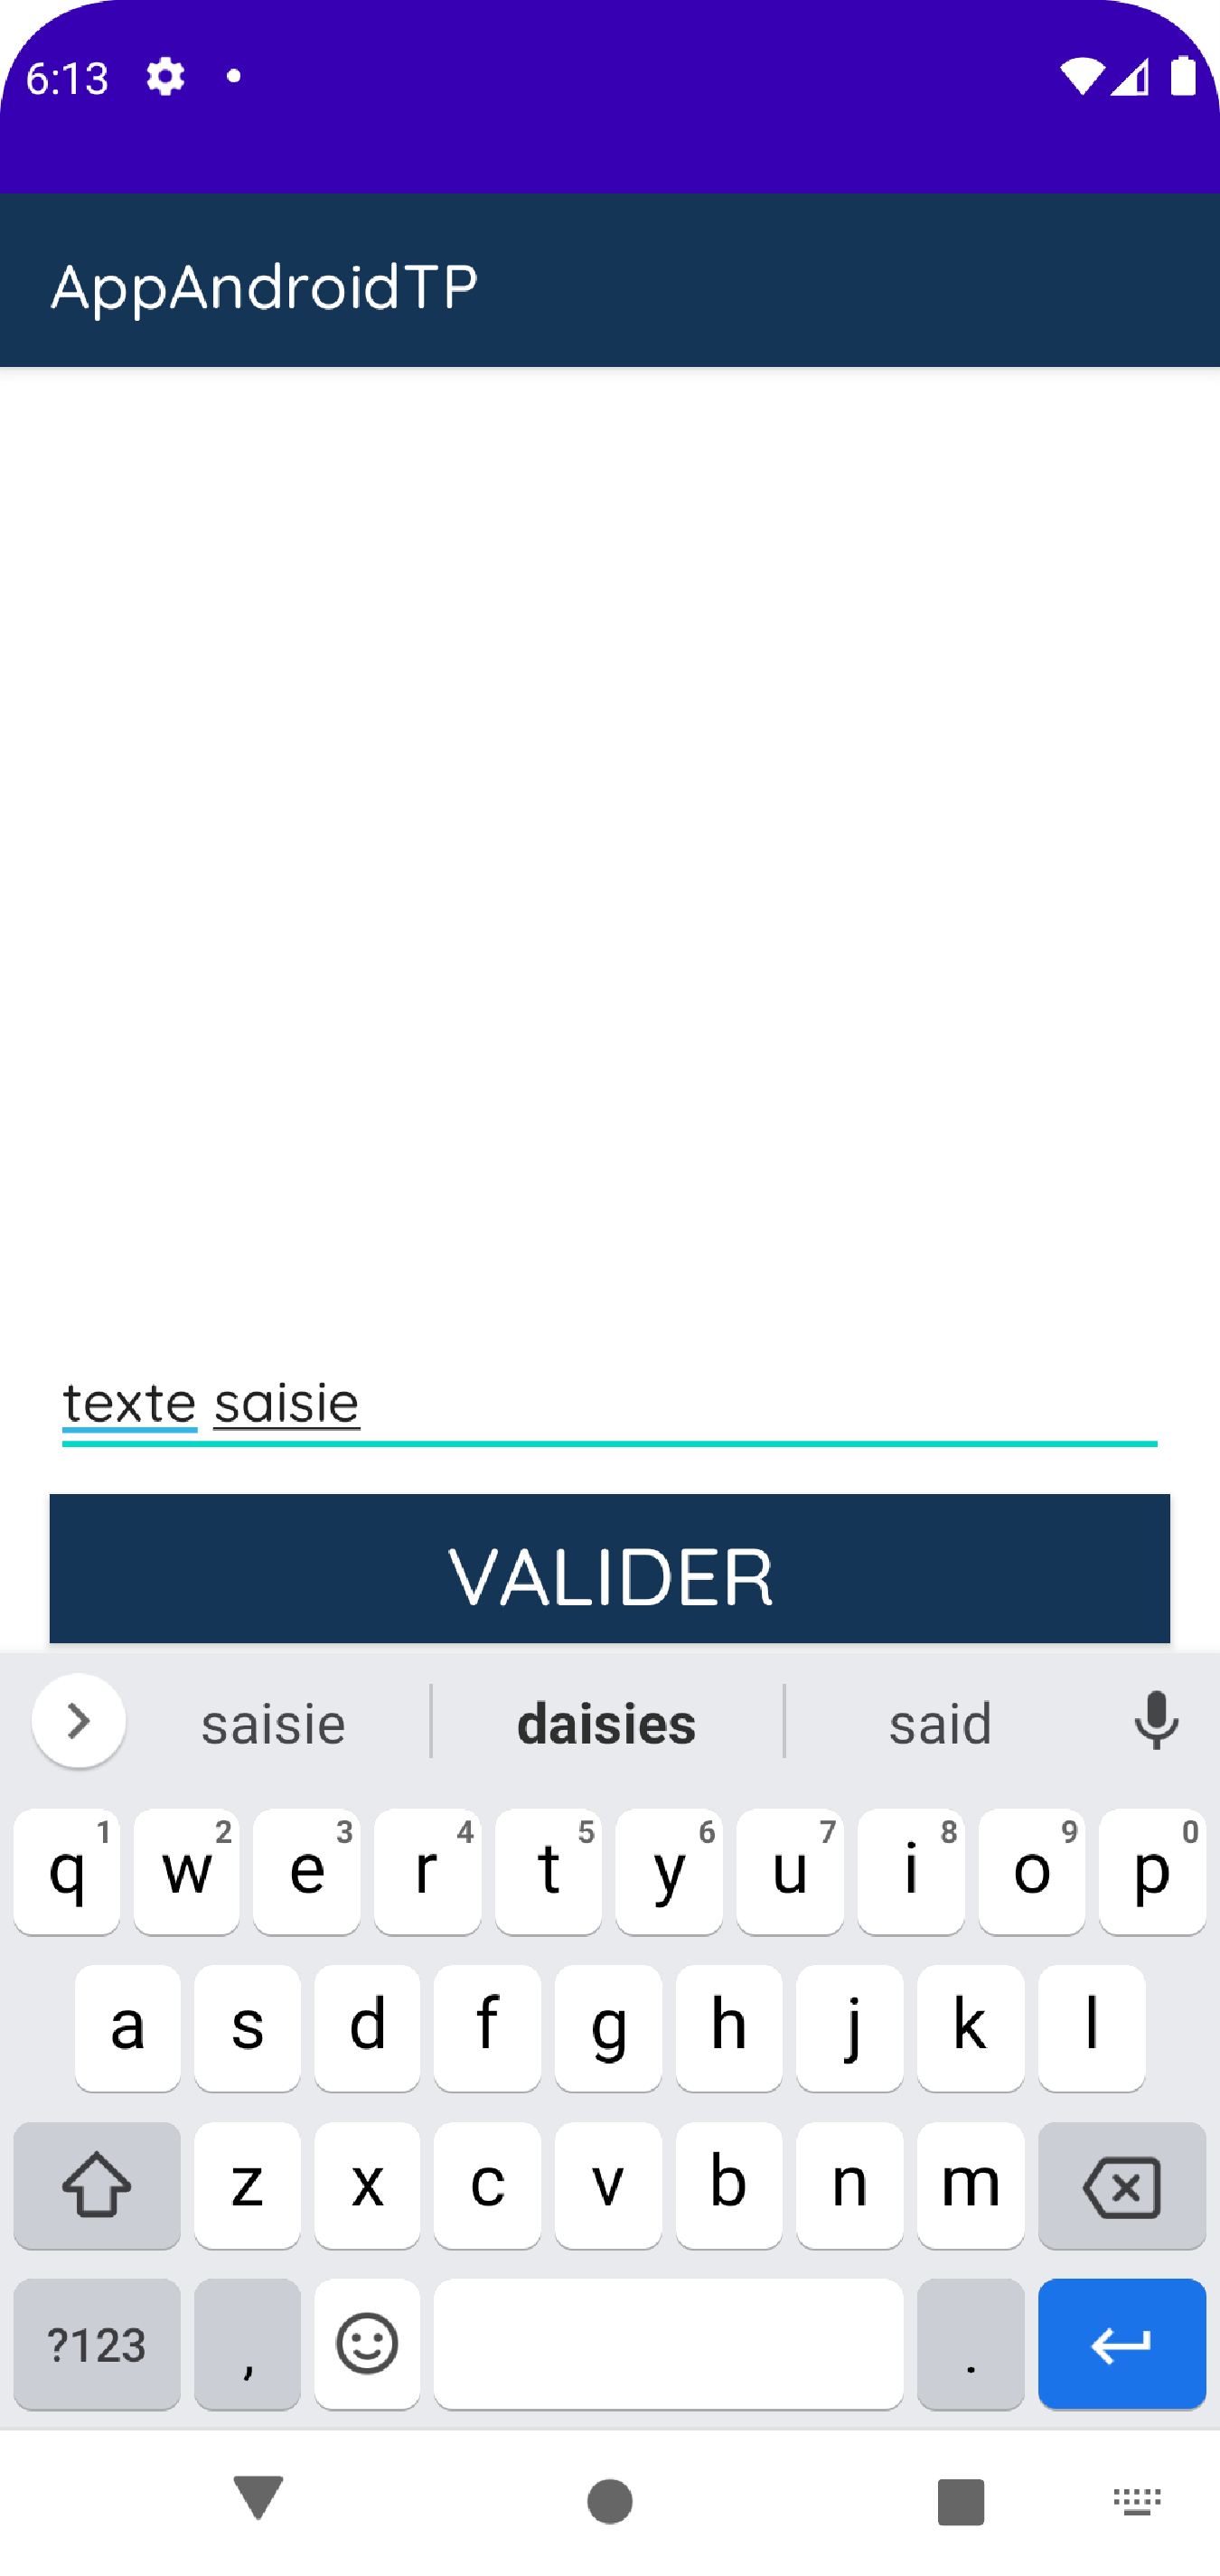 6:13
AppAndroidTP
texte saisie
VALIDER
saisie daisies said
1 2 3 4 5 6 7 8 9 0
q w e r t y u i o p
a s d f g h j k l
z x c v b n m
?123 , .